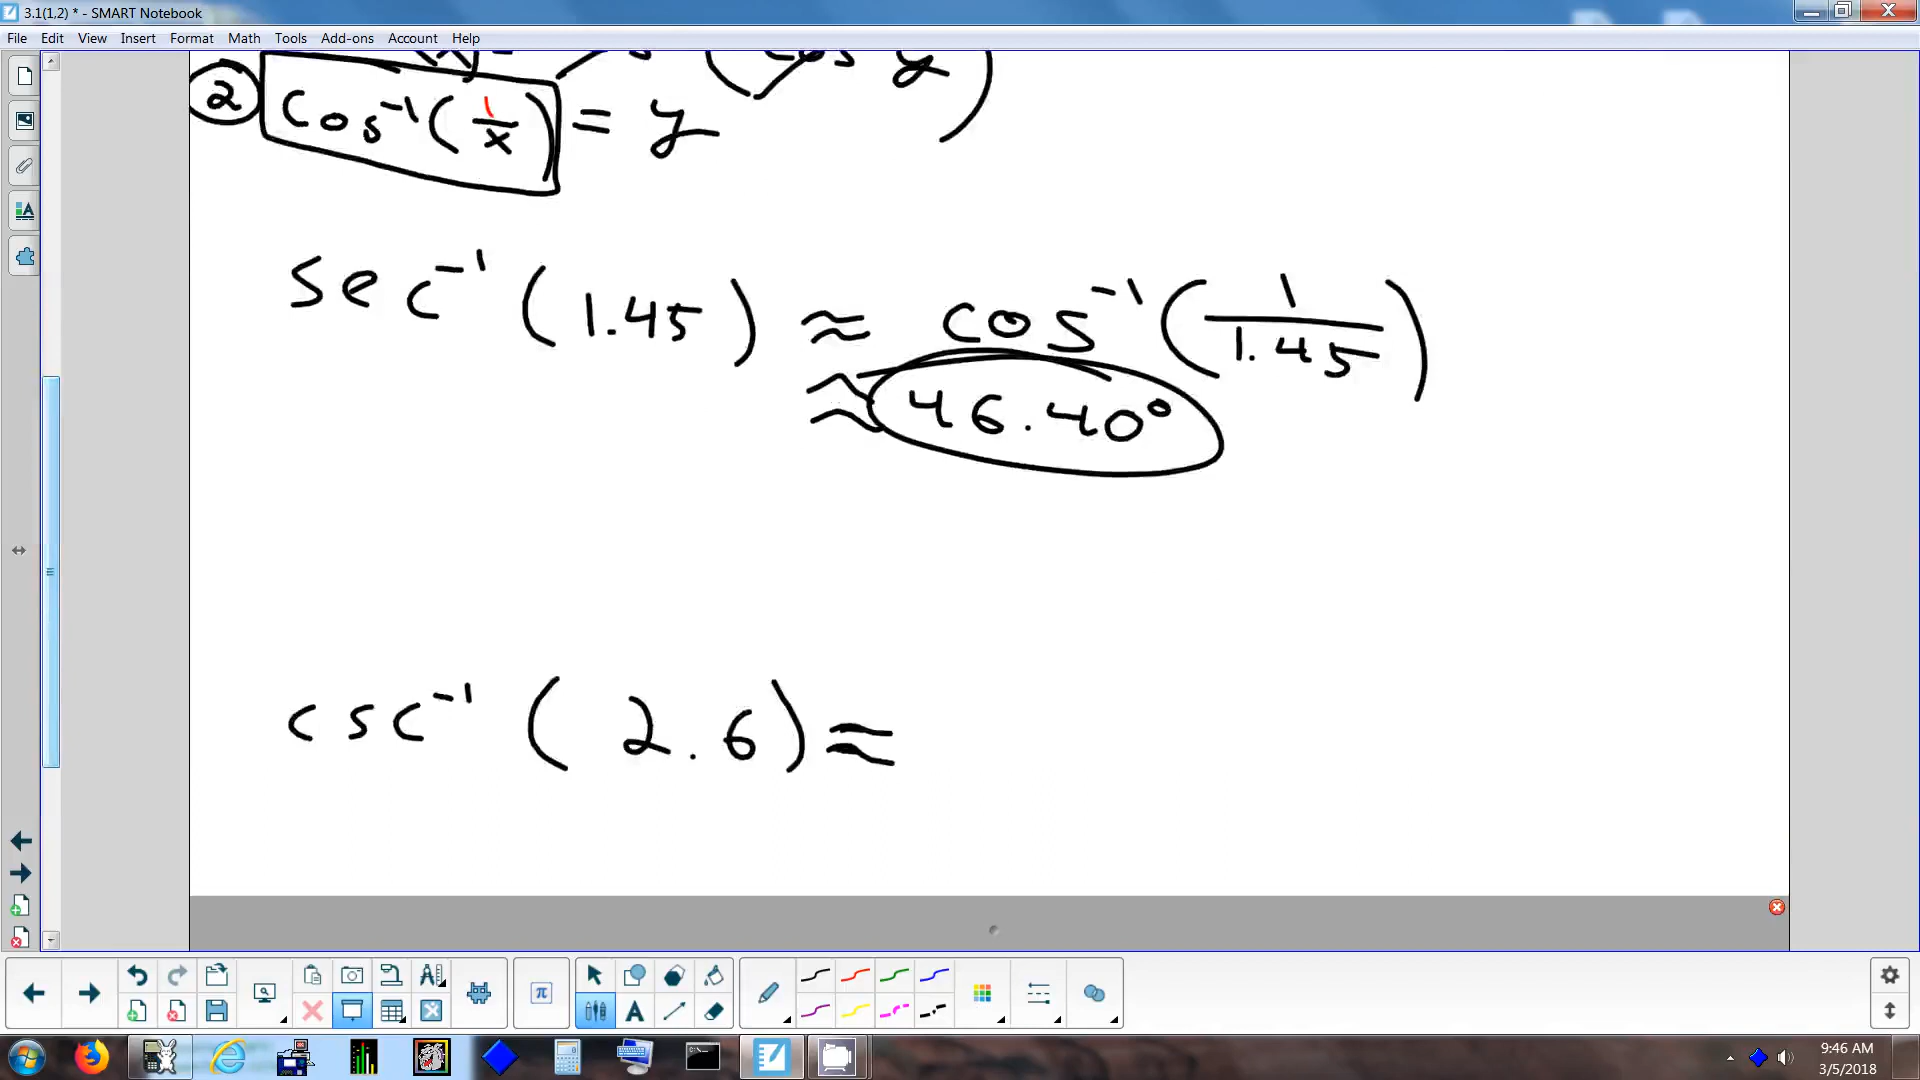 3.1(1,2) * - SMART Notebook
File Edit View Insert Format Math Tools Add-ons Account Help
cos y
② cos⁻¹(1/x) = y
sec⁻¹(1.45) ≈ cos⁻¹(1/1.45)
≈ 46.40°
csc⁻¹(2.6) ≈
9:46 AM
3/5/2018